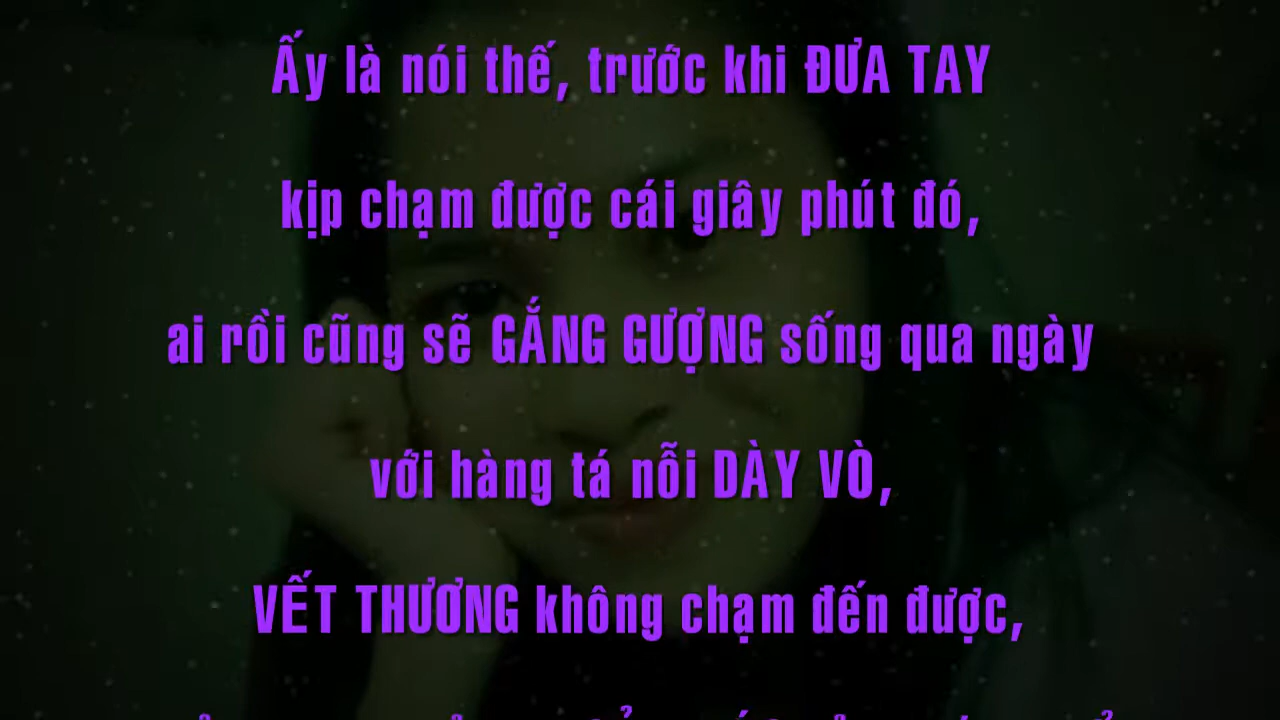 Ấy là nói thế, trước khi ĐƯA TAY
kịp chạm được cái giây phút đó,
ai rồi cũng sẽ GẮNG GƯỢNG sống qua ngày
với hàng tá nỗi DÀY VÒ,
VẾT THƯƠNG không chạm đến được,